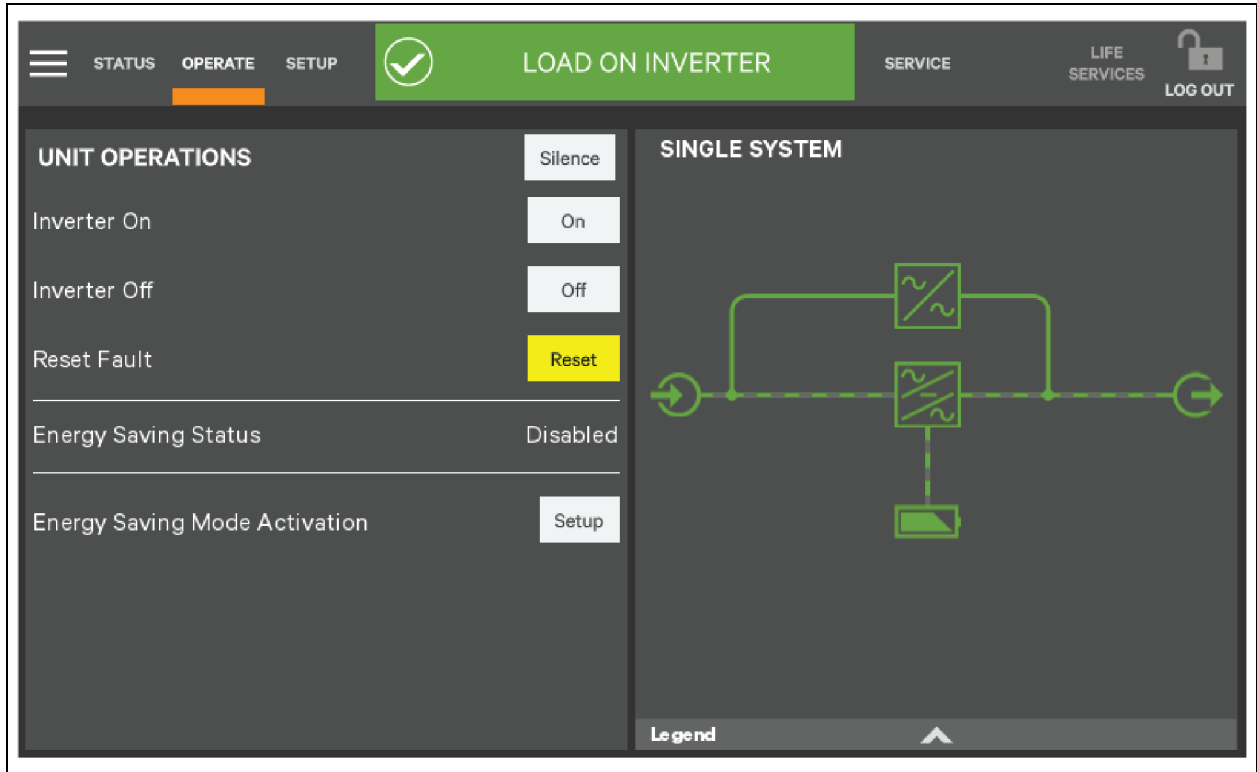 STATUS OPERATE SETUP LOAD ON INVERTER SERVICE LIFE SERVICES LOG OUT
UNIT OPERATIONS Silence
Inverter On On
Inverter Off Off
Reset Fault Reset
Energy Saving Status Disabled
Energy Saving Mode Activation Setup
SINGLE SYSTEM
Legend